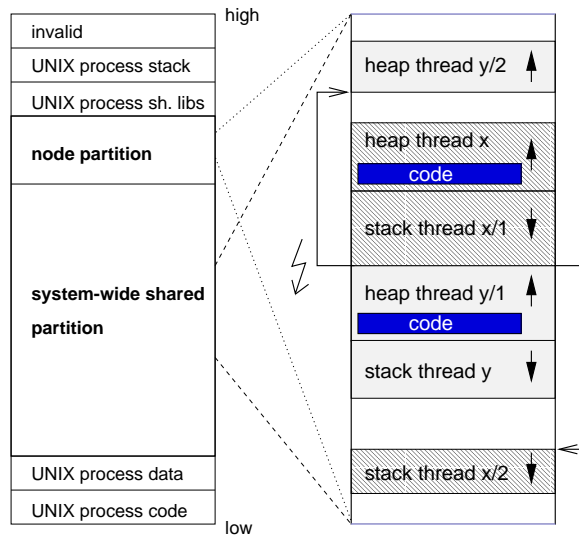 high
invalid
UNIX process stack
UNIX process sh. libs
node partition
system-wide shared
partition
UNIX process data
UNIX process code
low
heap thread y/2
heap thread x
code
stack thread x/1
heap thread y/1
code
stack thread y
stack thread x/2